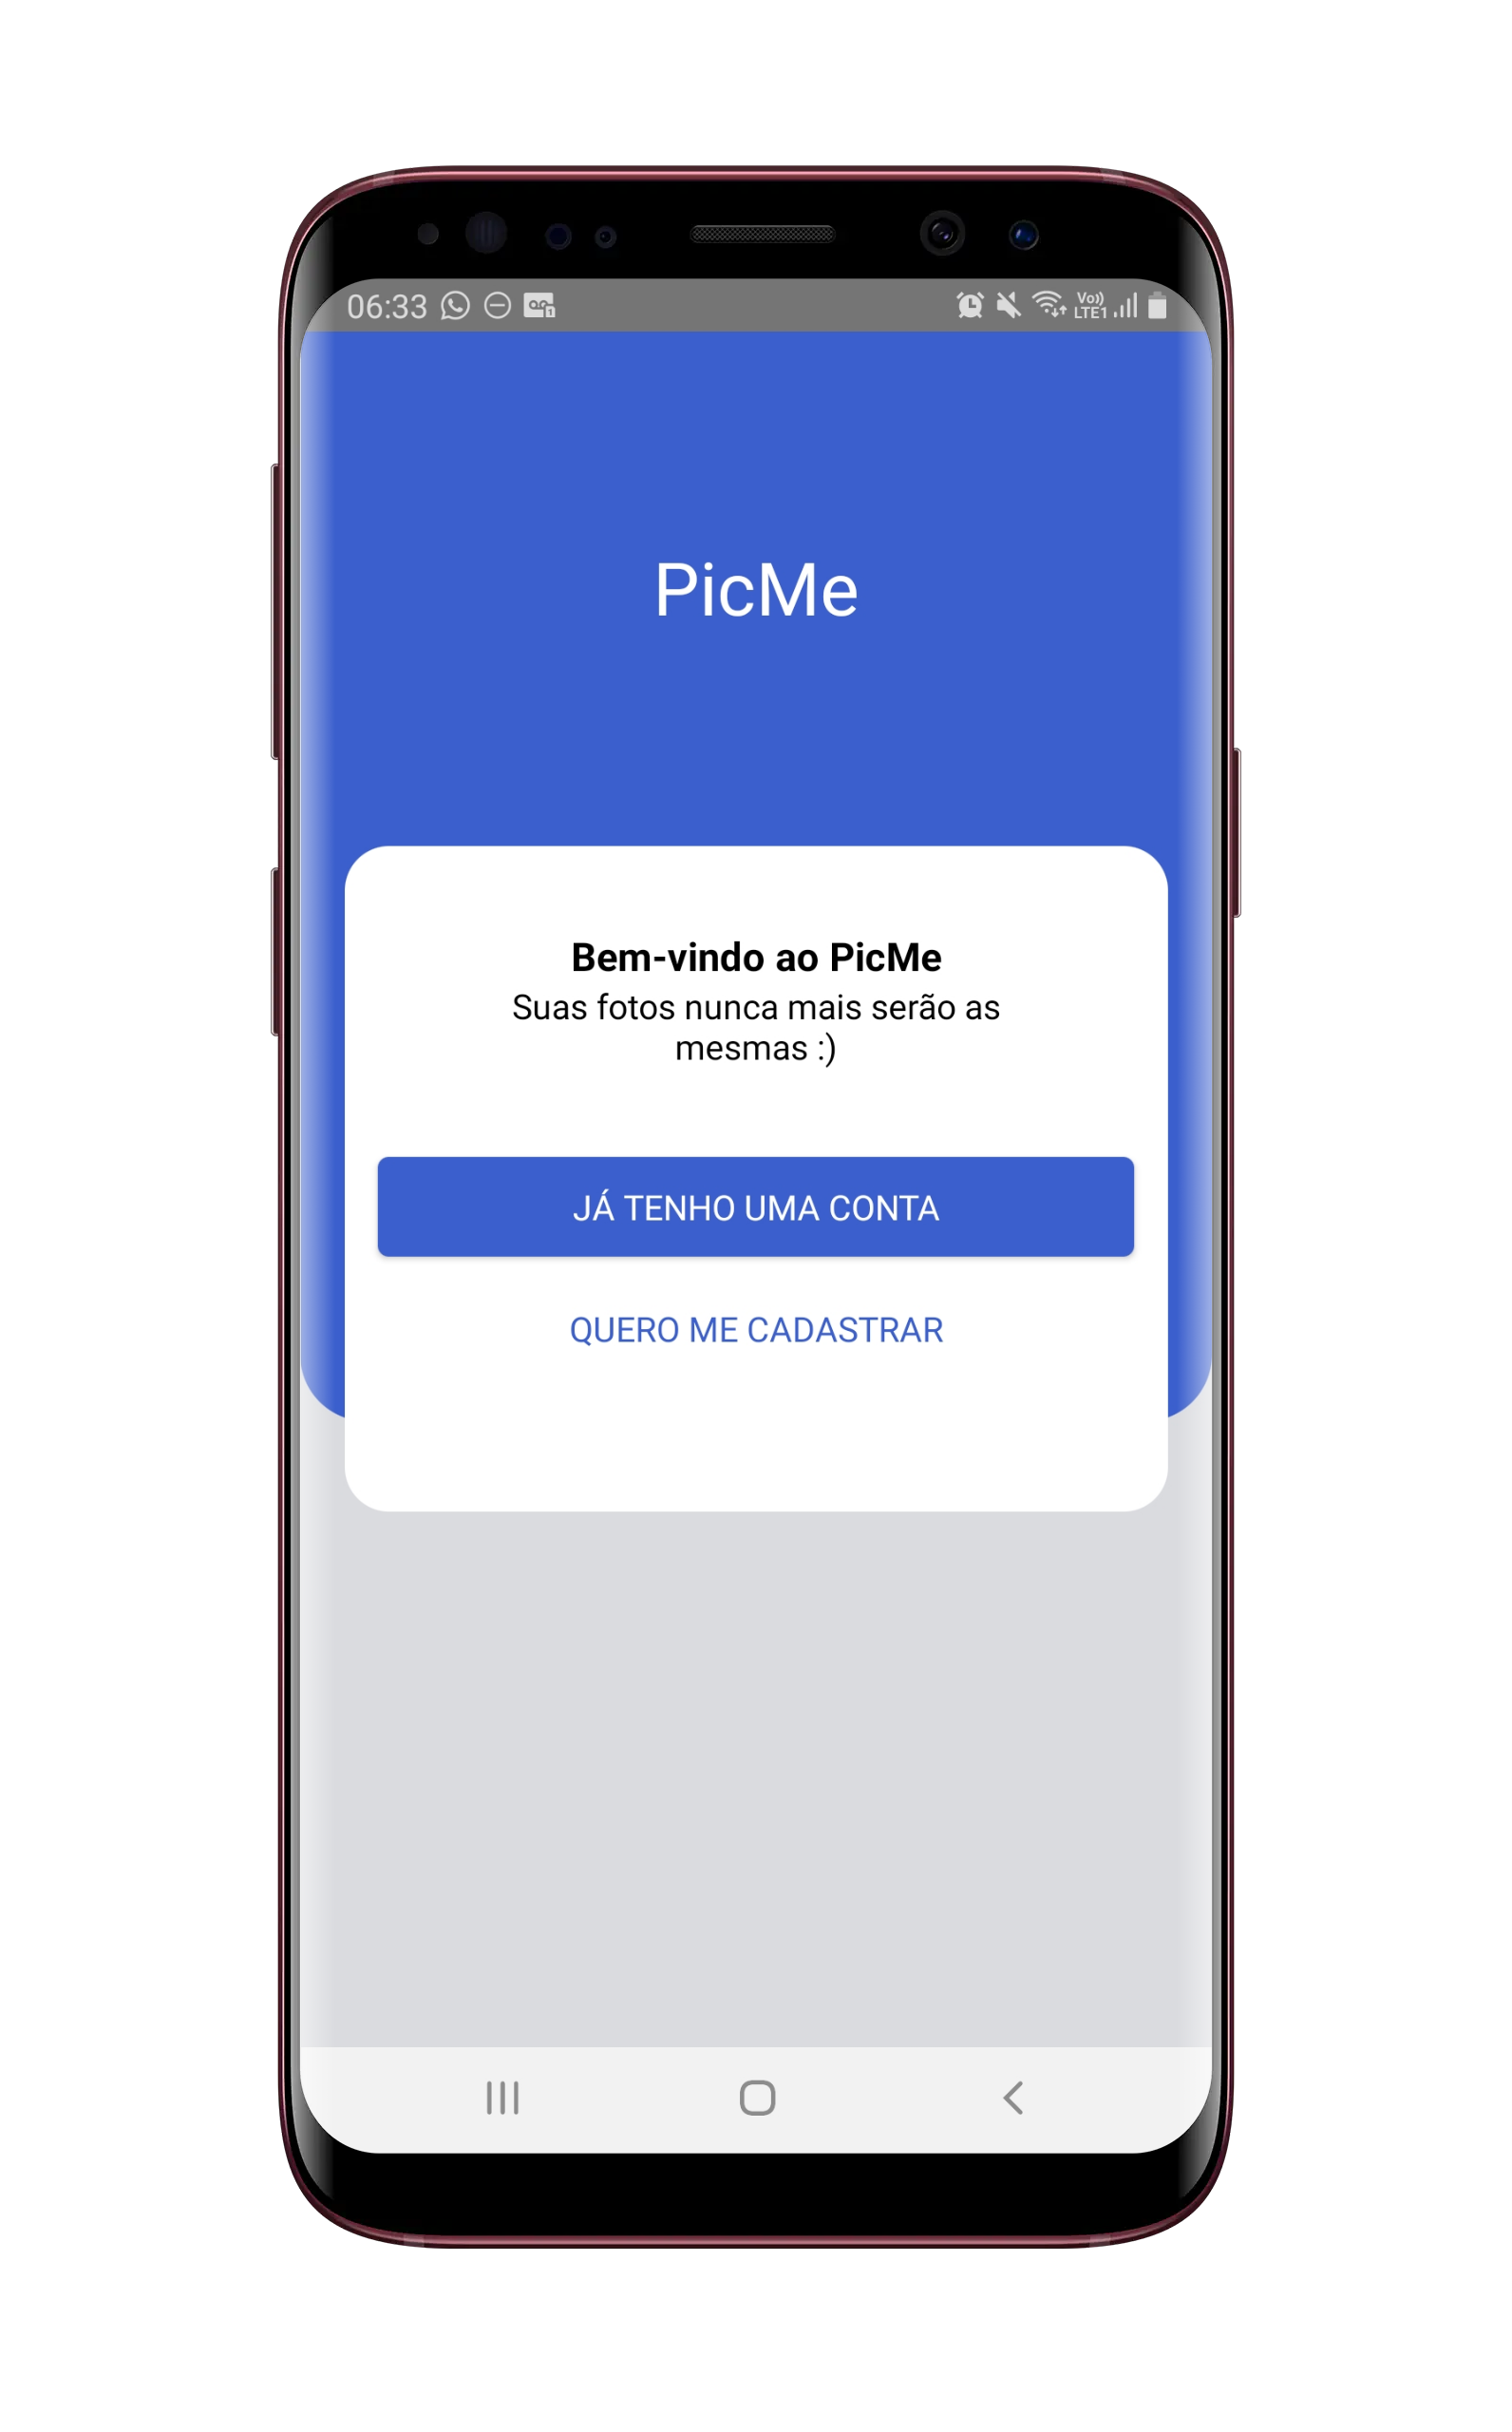 06:33
Vo))
LTE1
PicMe
Bem-vindo ao PicMe
Suas fotos nunca mais serão as
mesmas :)
JÁ TENHO UMA CONTA
QUERO ME CADASTRAR